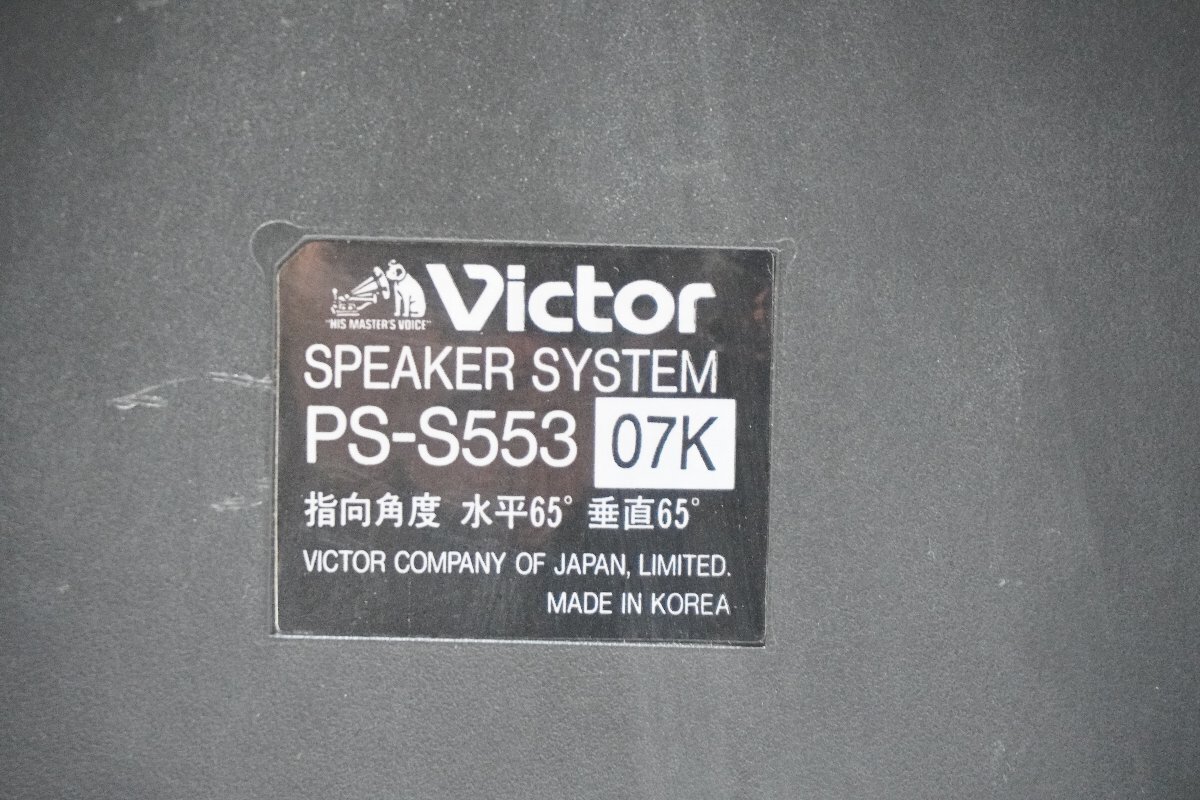 "HIS MASTER'S VOICE" Victor
SPEAKER SYSTEM
PS-S553 07K
指向角度 水平65° 垂直65°
VICTOR COMPANY OF JAPAN, LIMITED.
MADE IN KOREA